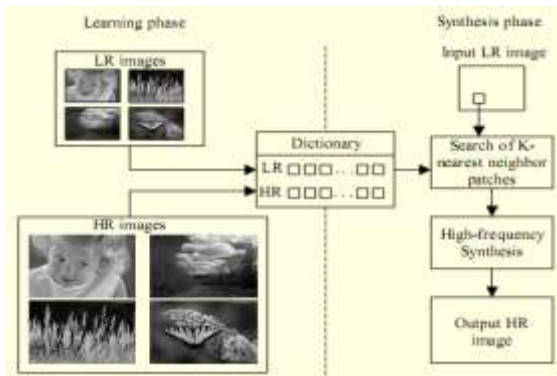 Learning phase
Synthesis phase
LR images
Input LR image
Dictionary
LR
HR
Search of K-
nearest neighbor
patches
HR images
High-frequency
Synthesis
Output HR
image